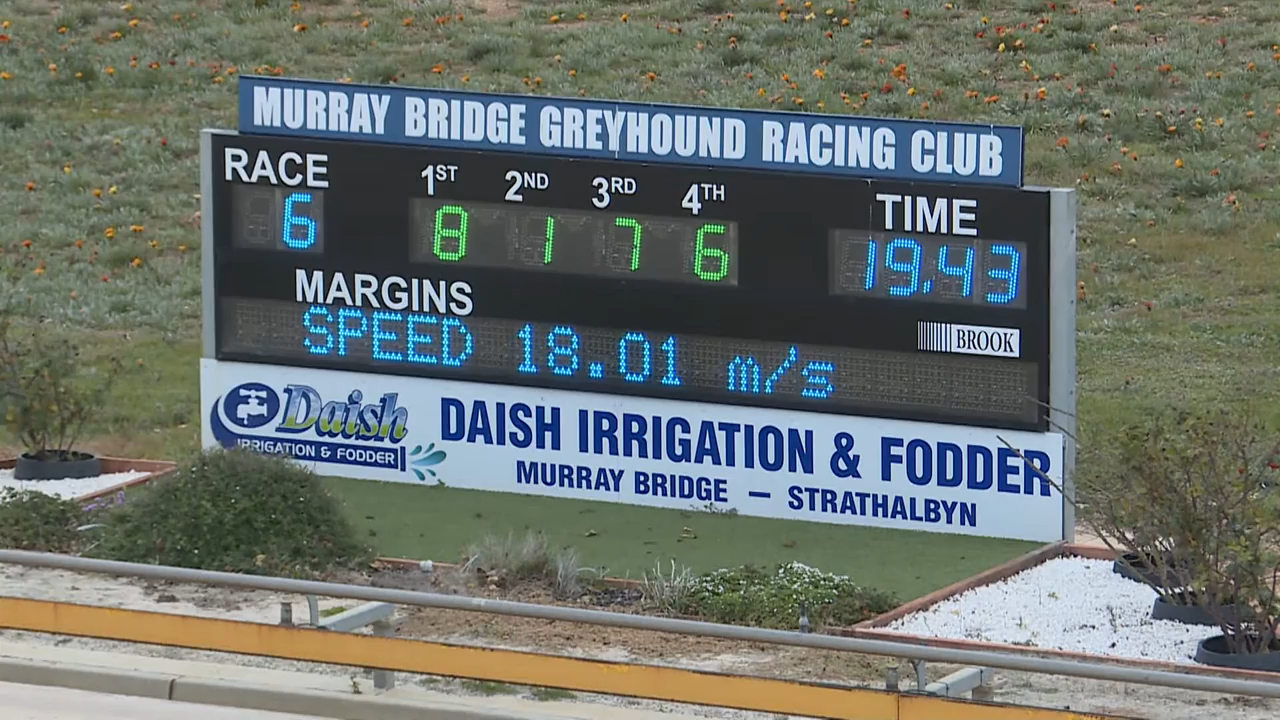 MURRAY BRIDGE GREYHOUND RACING CLUB
RACE 1ST 2ND 3RD 4TH TIME
6 8 1 7 6 19.43
MARGINS
BROOK
SPEED 18.01 m/s
Daish
IRRIGATION & FODDER
DAISH IRRIGATION & FODDER
MURRAY BRIDGE — STRATHALBYN